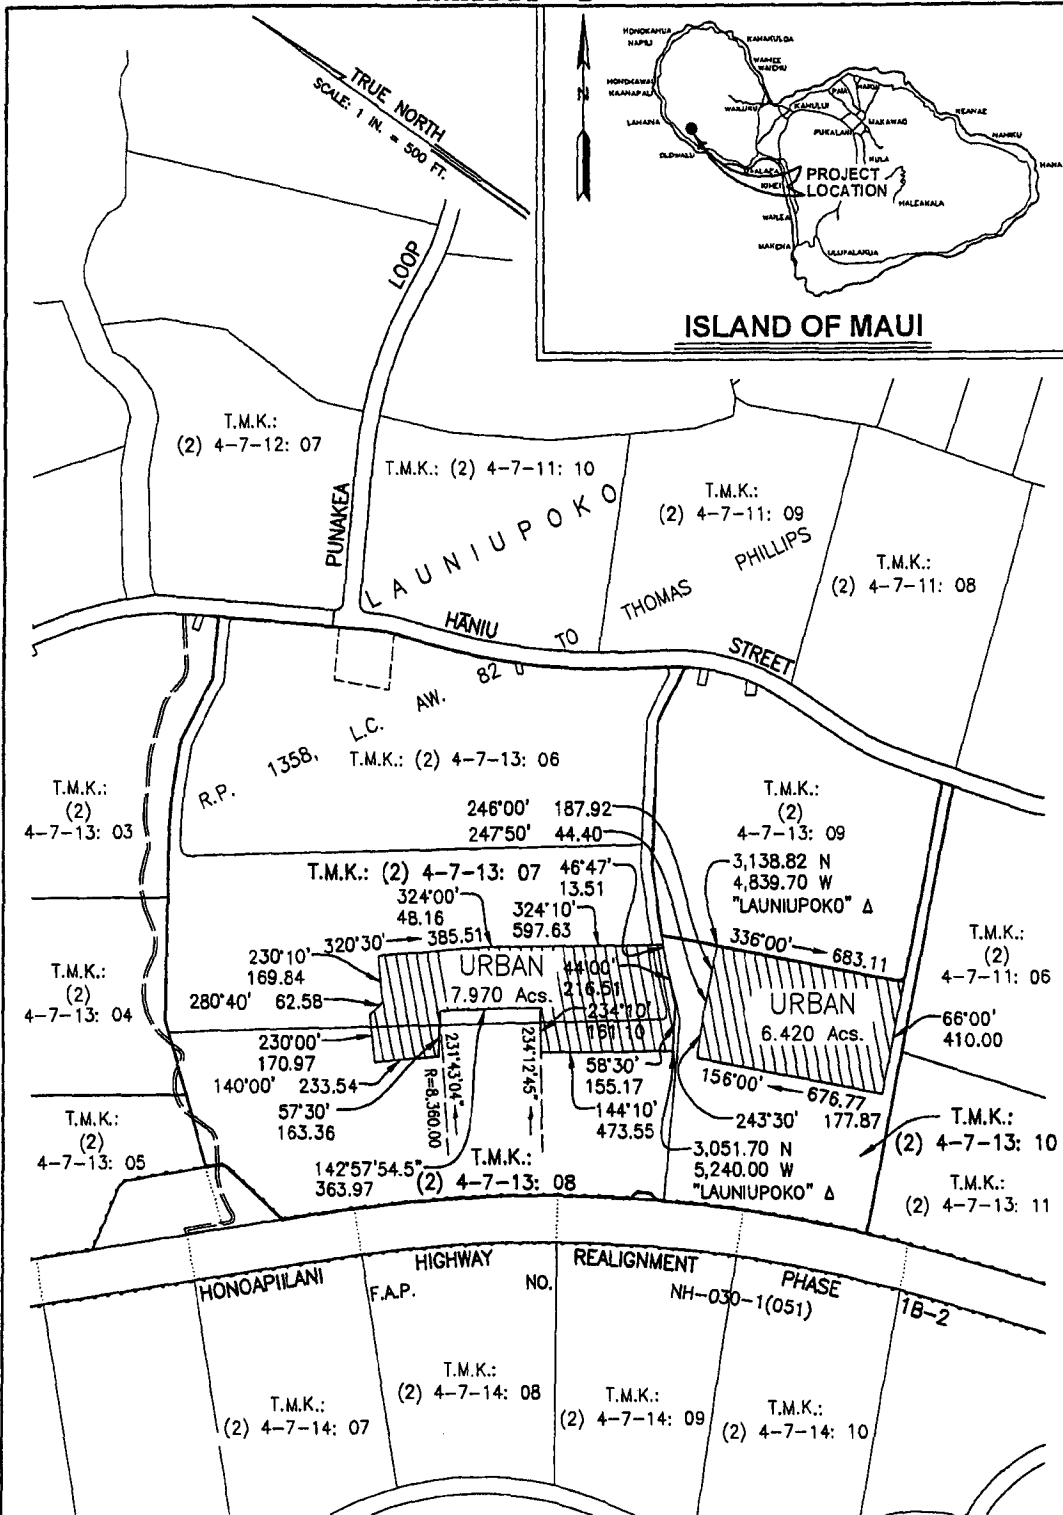 TRUE NORTH
SCALE: 1 IN. = 500 FT.
N
HONOKAHUA
NAPILI
KAHAKULOA
WAIHEE
WAIEHU
HONOKAWAI
KAANAPALI
WAILUKU
KAHULUI
PAIA
HAIKU
KEANAE
LAHAINA
MAKAWAO
PUKALANI
NAHIKU
OLOWALU
KULA
HANA
KIHEI
PROJECT
LOCATION
HALEAKALA
WAILEA
MAKENA
ULUPALAKUA
ISLAND OF MAUI
LOOP
PUNAKEA
T.M.K.:
(2) 4-7-12: 07
T.M.K.: (2) 4-7-11: 10
T.M.K.:
(2) 4-7-11: 09
T.M.K.:
(2) 4-7-11: 08
LAUNIUPOKO
HĀNIU
STREET
R.P. 1358, L.C. AW. 82 TO THOMAS PHILLIPS
T.M.K.: (2) 4-7-13: 06
T.M.K.:
(2)
4-7-13: 03
T.M.K.:
(2)
4-7-13: 09
246°00' 187.92
247°50' 44.40
T.M.K.: (2) 4-7-13: 07
46°47'
13.51
3,138.82 N
4,839.70 W
"LAUNIUPOKO" Δ
324°00'
48.16
324°10'
597.63
320°30' 385.51
230°10'
169.84
280°40' 62.58
URBAN
7.970 Acs.
44°00'
216.51
234°10'
161.10
336°00' 683.11
URBAN
6.420 Acs.
T.M.K.:
(2)
4-7-11: 06
66°00'
410.00
T.M.K.:
(2)
4-7-13: 04
230°00'
170.97
140°00' 233.54
57°30'
163.36
231°43'04"
R=8,360.00
234°12'45"
58°30'
155.17
144°10'
473.55
156°00' 676.77
243°30' 177.87
142°57'54.5"
363.97
3,051.70 N
5,240.00 W
"LAUNIUPOKO" Δ
T.M.K.:
(2) 4-7-13: 10
T.M.K.:
(2)
4-7-13: 05
T.M.K.:
(2) 4-7-13: 08
T.M.K.:
(2) 4-7-13: 11
HONOAPIILANI HIGHWAY REALIGNMENT PHASE 1B-2
F.A.P. NO. NH-030-1(051)
T.M.K.:
(2) 4-7-14: 07
T.M.K.:
(2) 4-7-14: 08
T.M.K.:
(2) 4-7-14: 09
T.M.K.:
(2) 4-7-14: 10